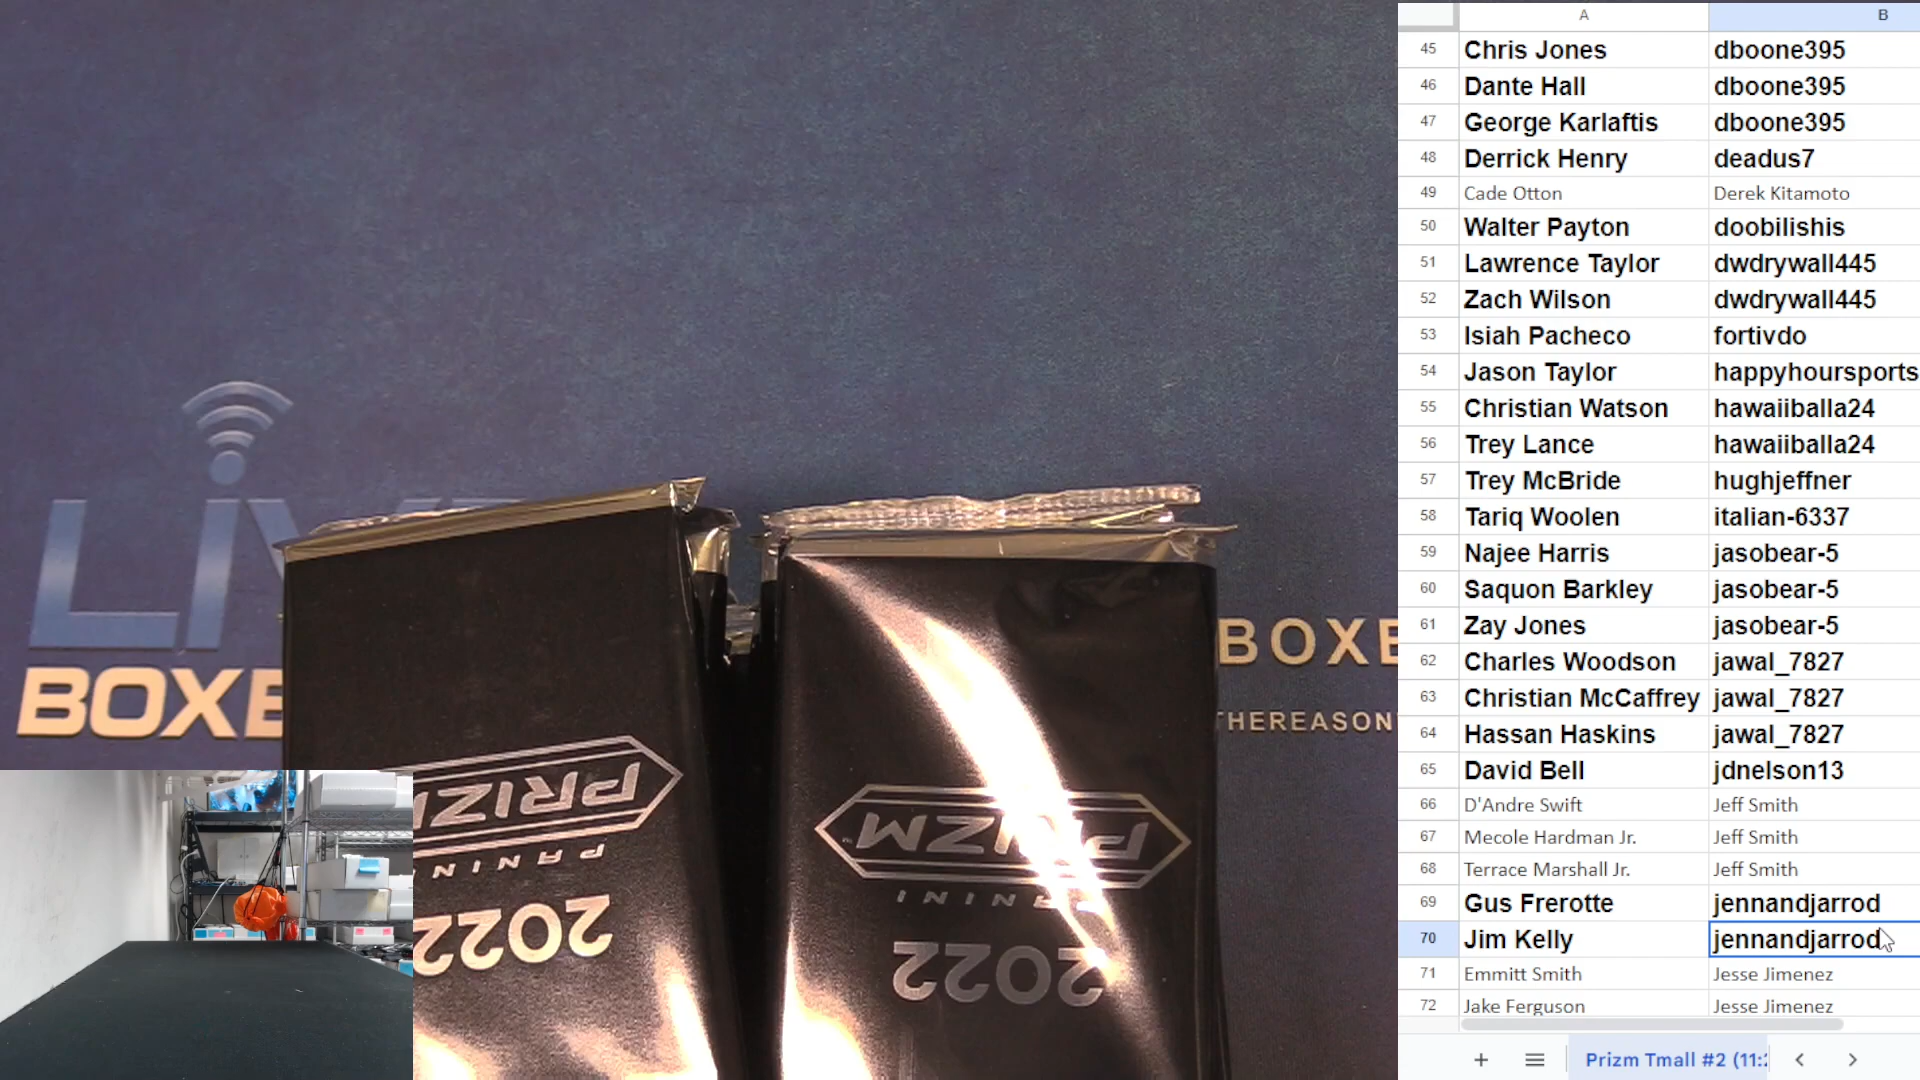 A B
45 Chris Jones dboone395
46 Dante Hall dboone395
47 George Karlaftis dboone395
48 Derrick Henry deadus7
49 Cade Otton Derek Kitamoto
50 Walter Payton doobilishis
51 Lawrence Taylor dwdrywall445
52 Zach Wilson dwdrywall445
53 Isiah Pacheco fortivdo
54 Jason Taylor happyhoursports
55 Christian Watson hawaiiballa24
56 Trey Lance hawaiiballa24
57 Trey McBride hughjeffner
58 Tariq Woolen italian-6337
59 Najee Harris jasobear-5
60 Saquon Barkley jasobear-5
61 Zay Jones jasobear-5
62 Charles Woodson jawal_7827
63 Christian McCaffrey jawal_7827
64 Hassan Haskins jawal_7827
65 David Bell jdnelson13
66 D'Andre Swift Jeff Smith
67 Mecole Hardman Jr. Jeff Smith
68 Terrace Marshall Jr. Jeff Smith
69 Gus Frerotte jennandjarrod
70 Jim Kelly jennandjarrod
71 Emmitt Smith Jesse Jimenez
72 Jake Ferguson Jesse Jimenez
Prizm Tmall #2 (11:
LIV
BOXE
BOXE
THEREASON
PRIZM
PANINI
2022
PRIZM
PANINI
2022